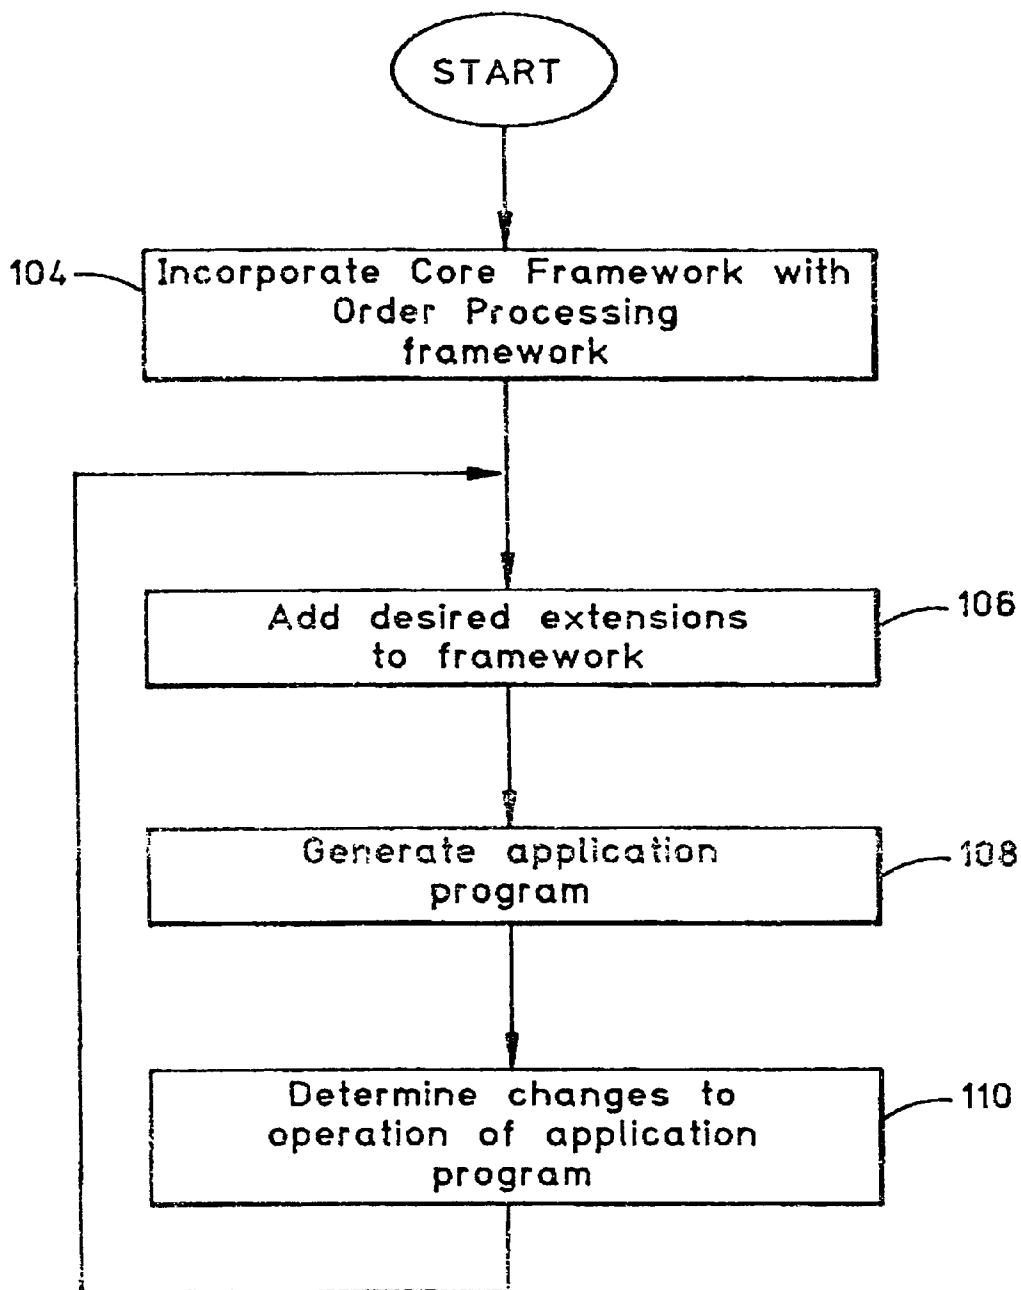 START
104
Incorporate Core Framework with
Order Processing
framework
Add desired extensions
to framework
106
Generate application
program
108
Determine changes to
operation of application
program
110